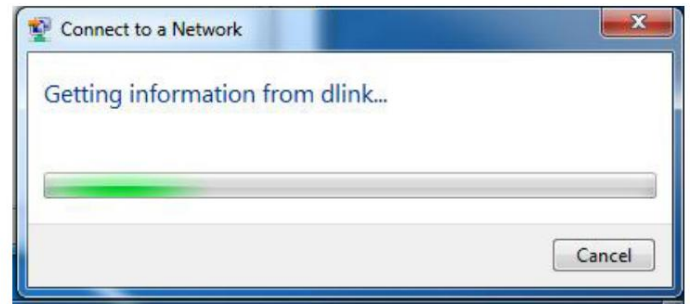 Connect to a Network
Getting information from dlink...
Cancel